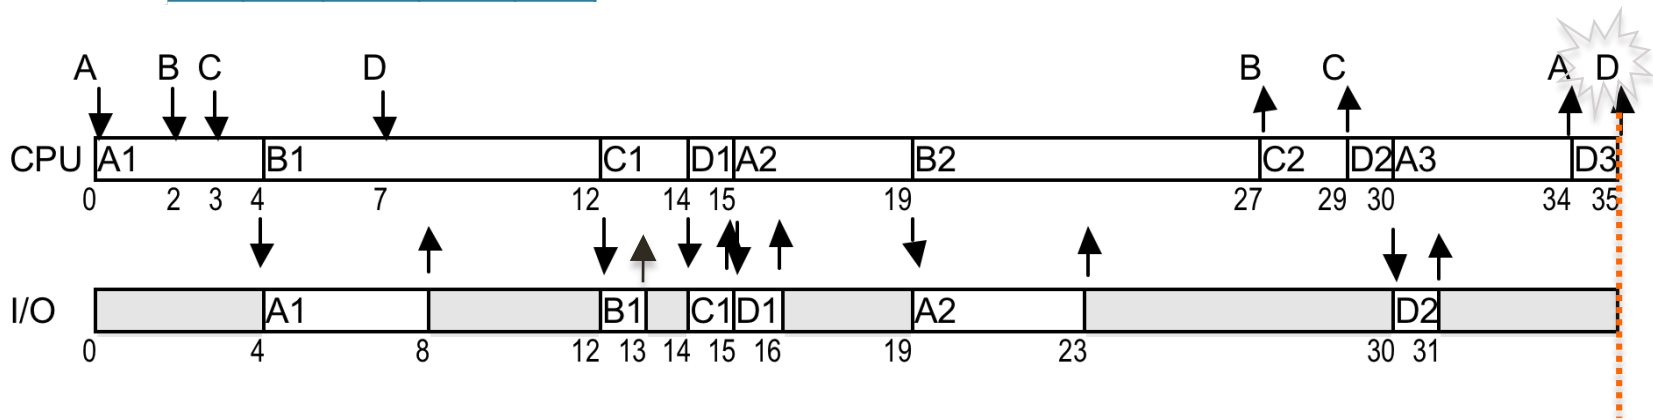 A B C D B C A D
CPU A1 B1 C1 D1 A2 B2 C2 D2 A3 D3
0 2 3 4 7 12 14 15 19 27 29 30 34 35
I/O A1 B1 C1 D1 A2 D2
0 4 8 12 13 14 15 16 19 23 30 31